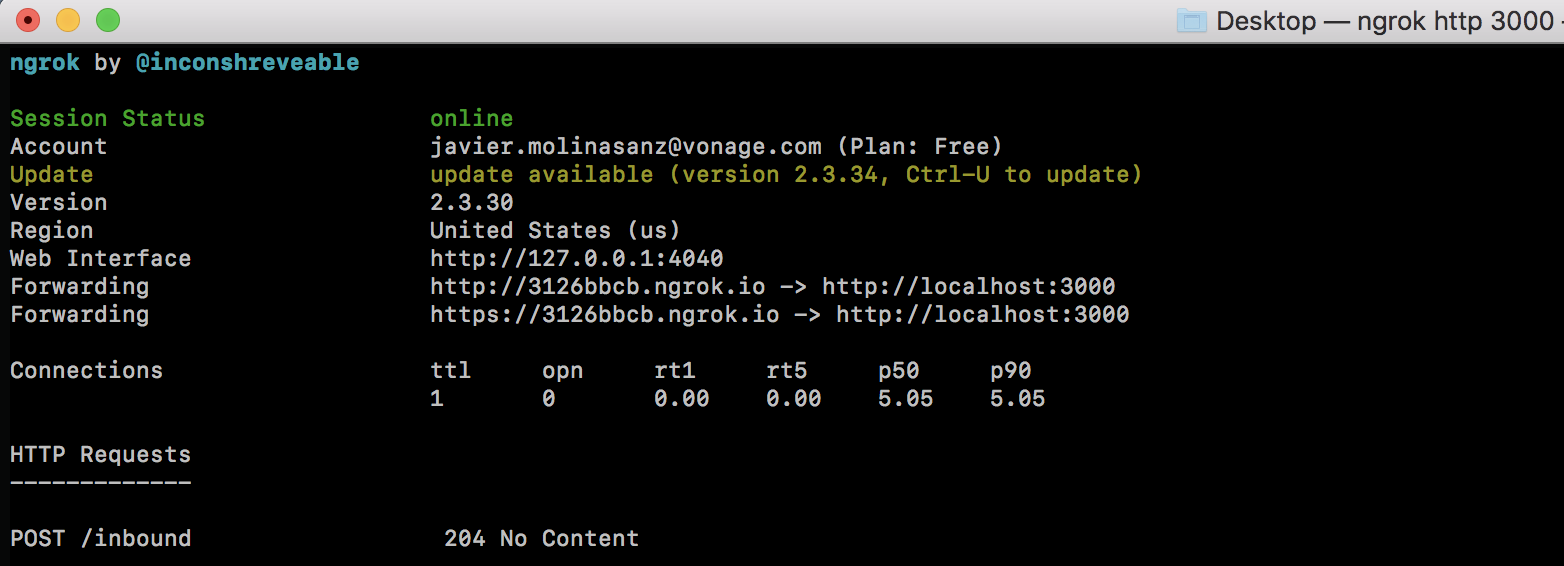 Desktop — ngrok http 3000 -
ngrok by @inconshreveable
Session Status online
Account javier.molinasanz@vonage.com (Plan: Free)
Update update available (version 2.3.34, Ctrl-U to update)
Version 2.3.30
Region United States (us)
Web Interface http://127.0.0.1:4040
Forwarding http://3126bbcb.ngrok.io -> http://localhost:3000
Forwarding https://3126bbcb.ngrok.io -> http://localhost:3000
Connections ttl opn rt1 rt5 p50 p90
1 0 0.00 0.00 5.05 5.05
HTTP Requests
-------------
POST /inbound 204 No Content